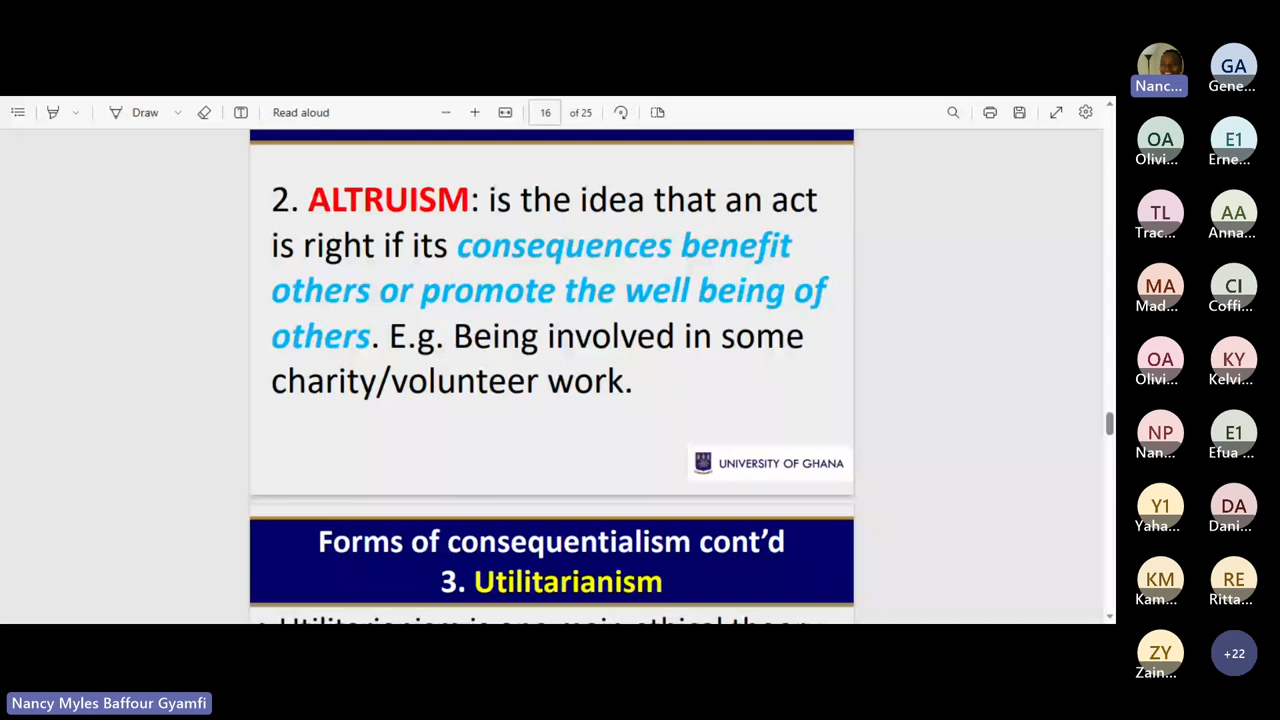 Draw
Read aloud
16 of 25
2. ALTRUISM: is the idea that an act
is right if its consequences benefit
others or promote the well being of
others. E.g. Being involved in some
charity/volunteer work.
UNIVERSITY OF GHANA
Forms of consequentialism cont’d
3. Utilitarianism
Nanc...
GA
Gene...
OA
Olivi...
E1
Erne...
TL
Trac...
AA
Anna...
MA
Mad...
CI
Coffi...
OA
Olivi...
KY
Kelvi...
NP
Nan...
E1
Efua ...
Y1
Yaha...
DA
Dani...
KM
Kam...
RE
Ritta...
ZY
Zain...
+22
Nancy Myles Baffour Gyamfi